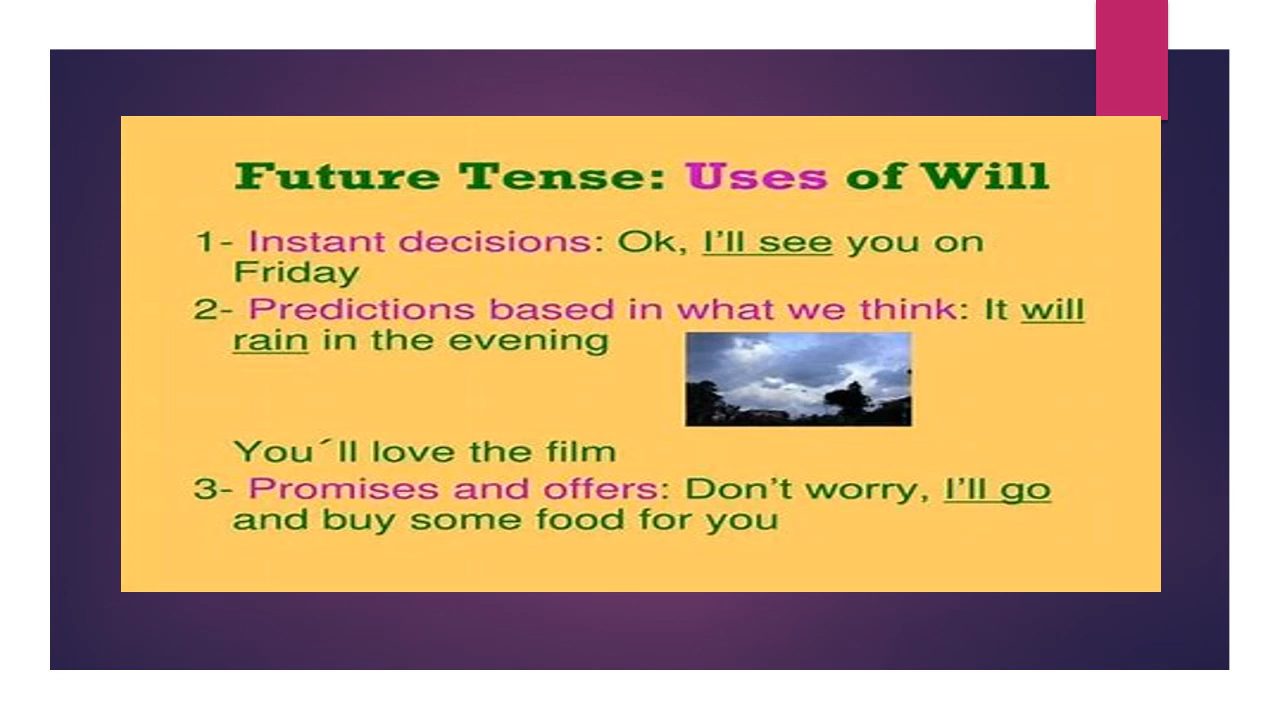 Future Tense: Uses of Will
1- Instant decisions: Ok, I’ll see you on
Friday
2- Predictions based in what we think: It will
rain in the evening
You´ll love the film
3- Promises and offers: Don’t worry, I’ll go
and buy some food for you